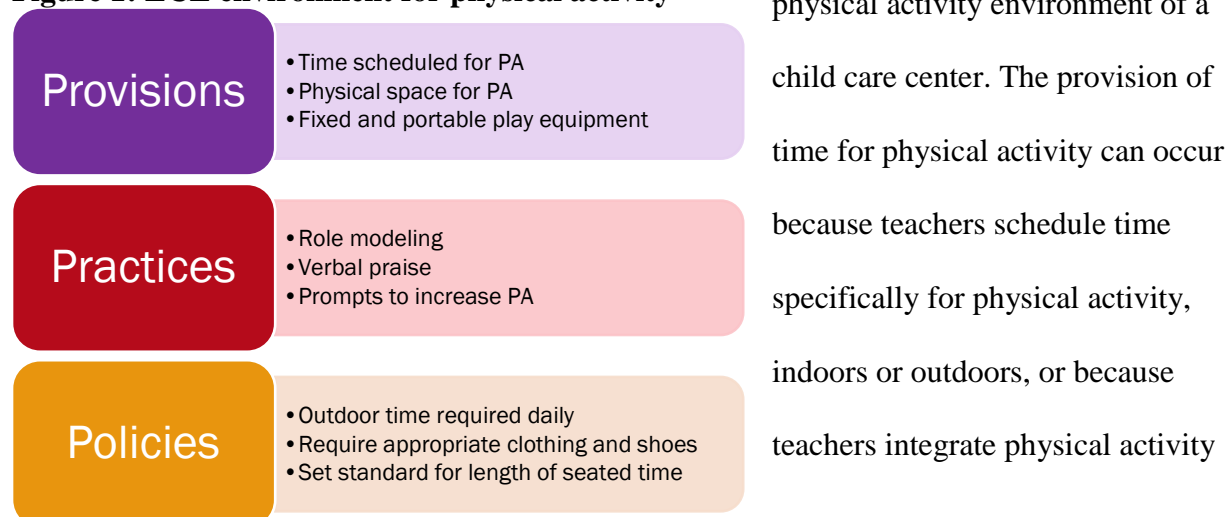 Provisions
•Time scheduled for PA
•Physical space for PA
•Fixed and portable play equipment
Practices
•Role modeling
•Verbal praise
•Prompts to increase PA
Policies
•Outdoor time required daily
•Require appropriate clothing and shoes
•Set standard for length of seated time
physical activity environment of a
child care center. The provision of
time for physical activity can occur
because teachers schedule time
specifically for physical activity,
indoors or outdoors, or because
teachers integrate physical activity